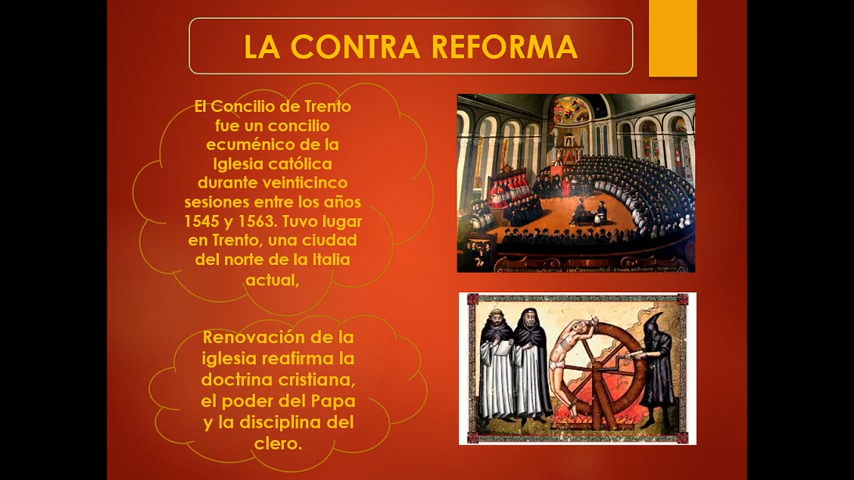 LA CONTRA REFORMA
El Concilio de Trento
fue un concilio
ecuménico de la
Iglesia católica
durante veinticinco
sesiones entre los años
1545 y 1563. Tuvo lugar
en Trento, una ciudad
del norte de la Italia
actual,
Renovación de la
iglesia reafirma la
doctrina cristiana,
el poder del Papa
y la disciplina del
clero.